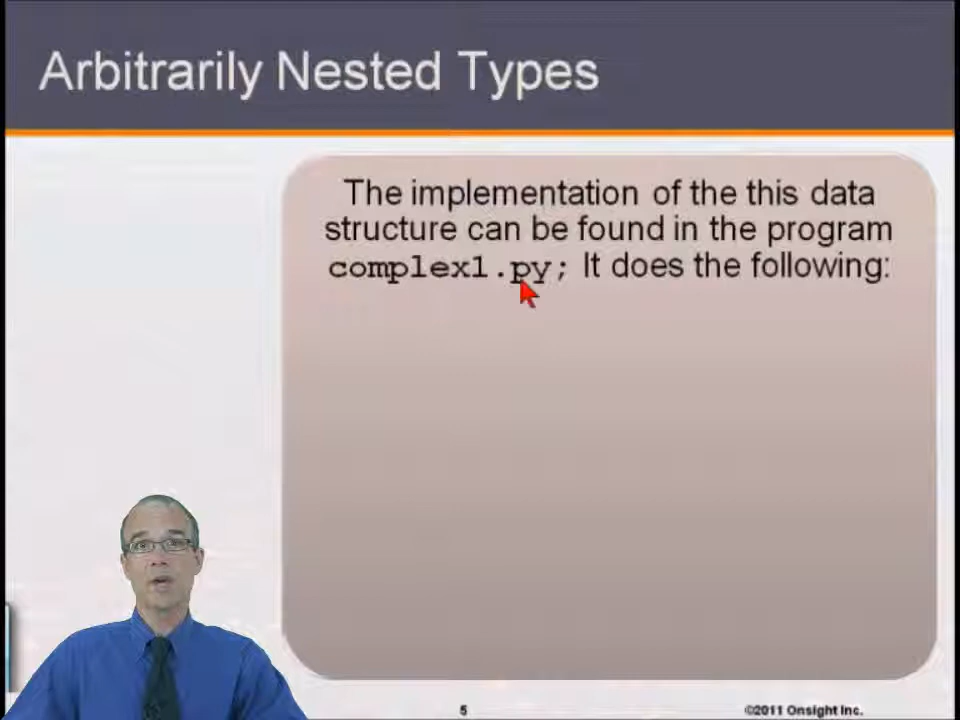 Arbitrarily Nested Types
The implementation of the this data
structure can be found in the program
complex1.py; It does the following:
5
©2011 Onsight Inc.